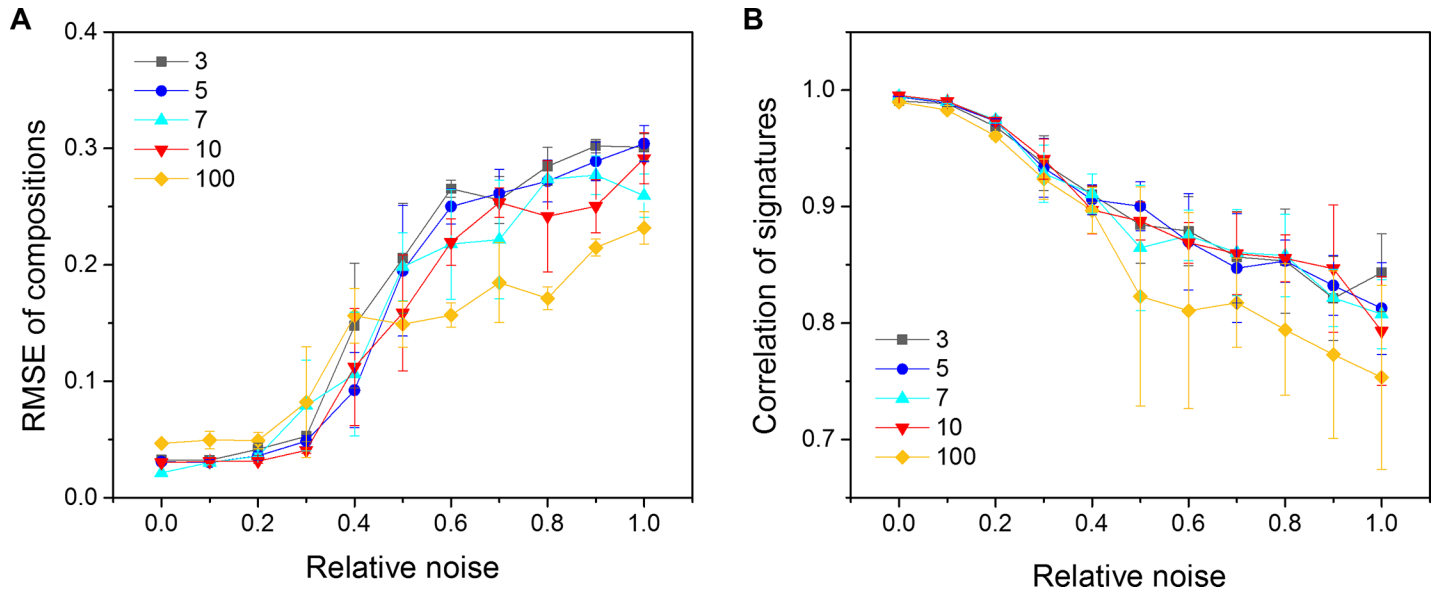 A
RMSE of compositions
0.4
0.3
0.2
0.1
0.0
3
5
7
10
100
0.0 0.2 0.4 0.6 0.8 1.0
Relative noise
B
Correlation of signatures
1.0
0.9
0.8
0.7
3
5
7
10
100
0.0 0.2 0.4 0.6 0.8 1.0
Relative noise